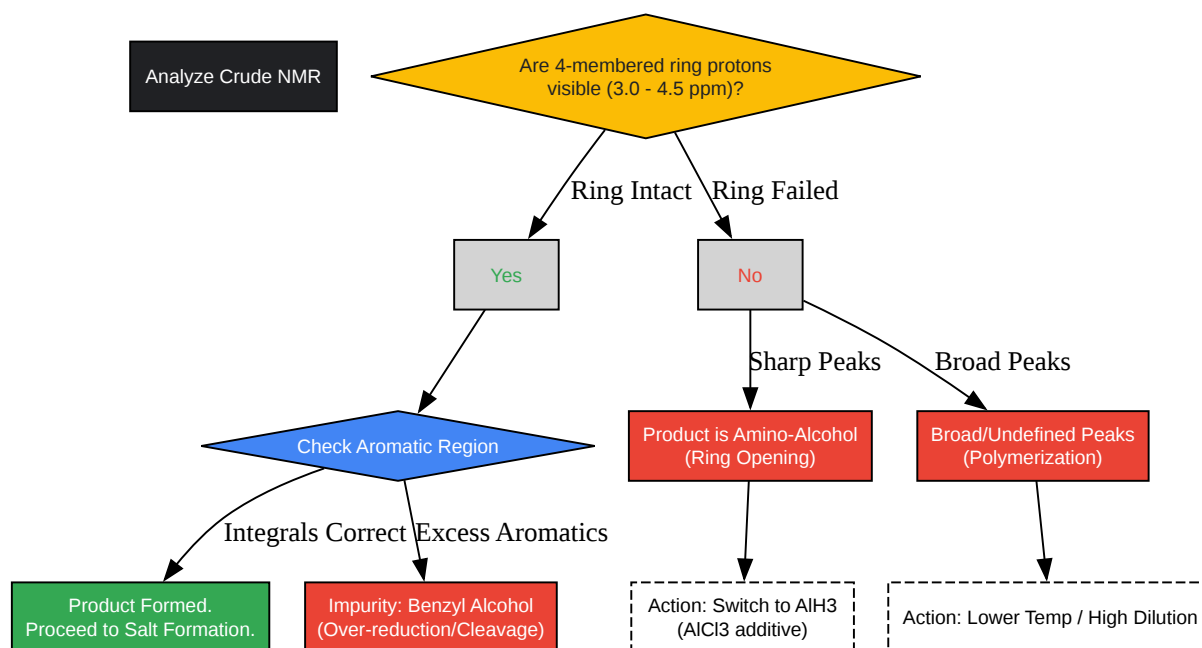 Analyze Crude NMR
Are 4-membered ring protons
visible (3.0 - 4.5 ppm)?
Ring Intact
Ring Failed
Yes
No
Sharp Peaks
Broad Peaks
Check Aromatic Region
Product is Amino-Alcohol
(Ring Opening)
Broad/Undefined Peaks
(Polymerization)
Integrals Correct
Excess Aromatics
Product Formed.
Proceed to Salt Formation.
Impurity: Benzyl Alcohol
(Over-reduction/Cleavage)
Action: Switch to AlH3
(AlCl3 additive)
Action: Lower Temp / High Dilution